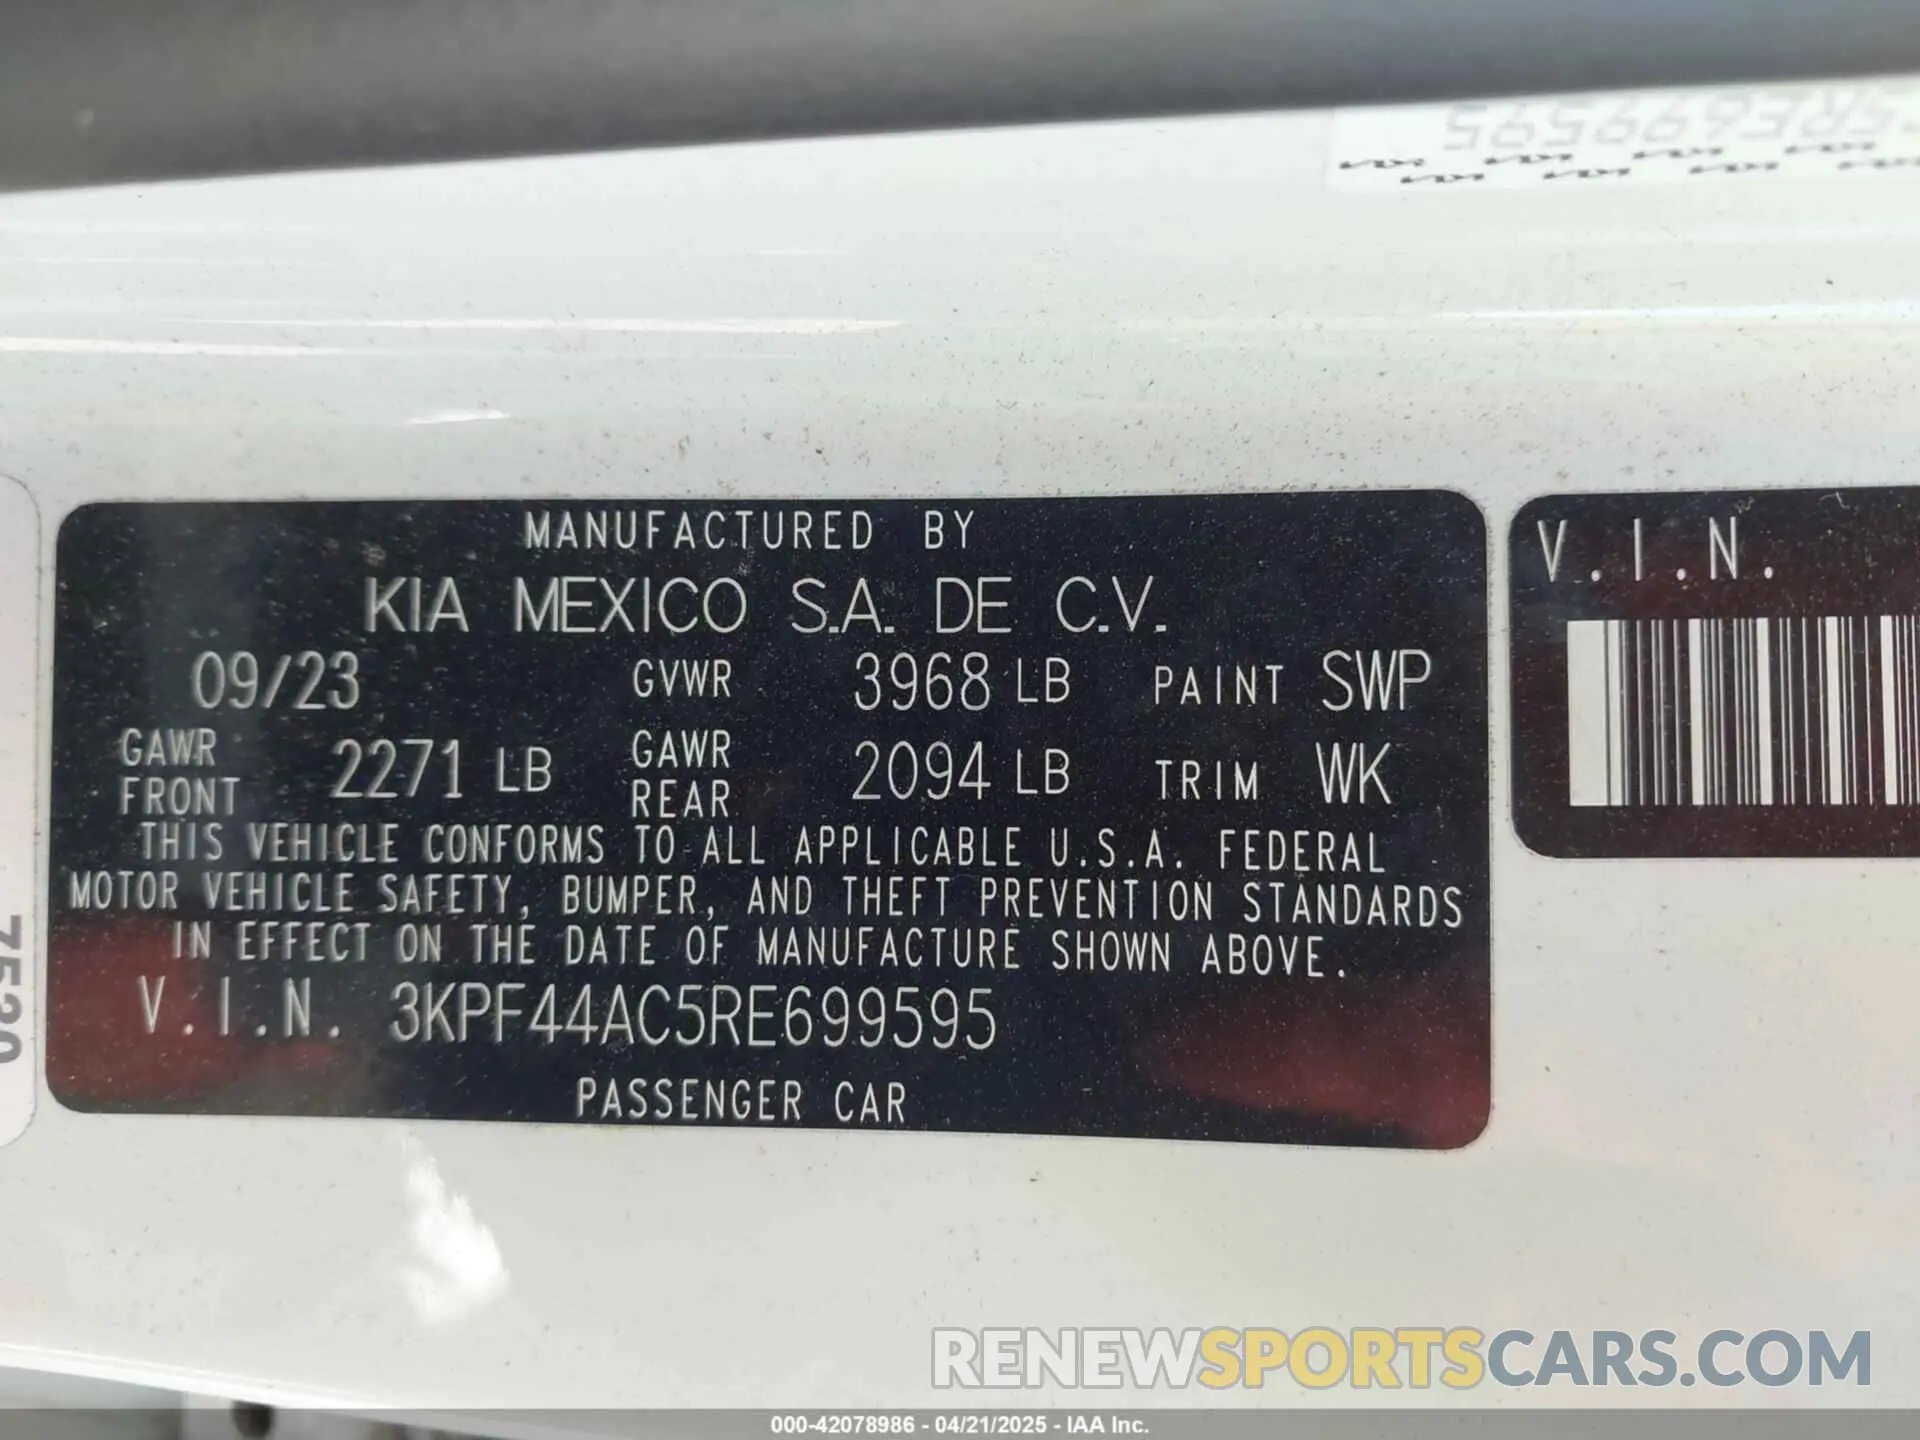 5RE699595
MANUFACTURED BY
KIA MEXICO S.A. DE C.V.
09/23 GVWR 3968 LB PAINT SWP
GAWR FRONT 2271 LB GAWR REAR 2094 LB TRIM WK
THIS VEHICLE CONFORMS TO ALL APPLICABLE U.S.A. FEDERAL
MOTOR VEHICLE SAFETY, BUMPER, AND THEFT PREVENTION STANDARDS
IN EFFECT ON THE DATE OF MANUFACTURE SHOWN ABOVE.
V.I.N. 3KPF44AC5RE699595
PASSENGER CAR
V.I.N.
7520
RENEWSPORTSCARS.COM
000-42078986 - 04/21/2025 - IAA Inc.